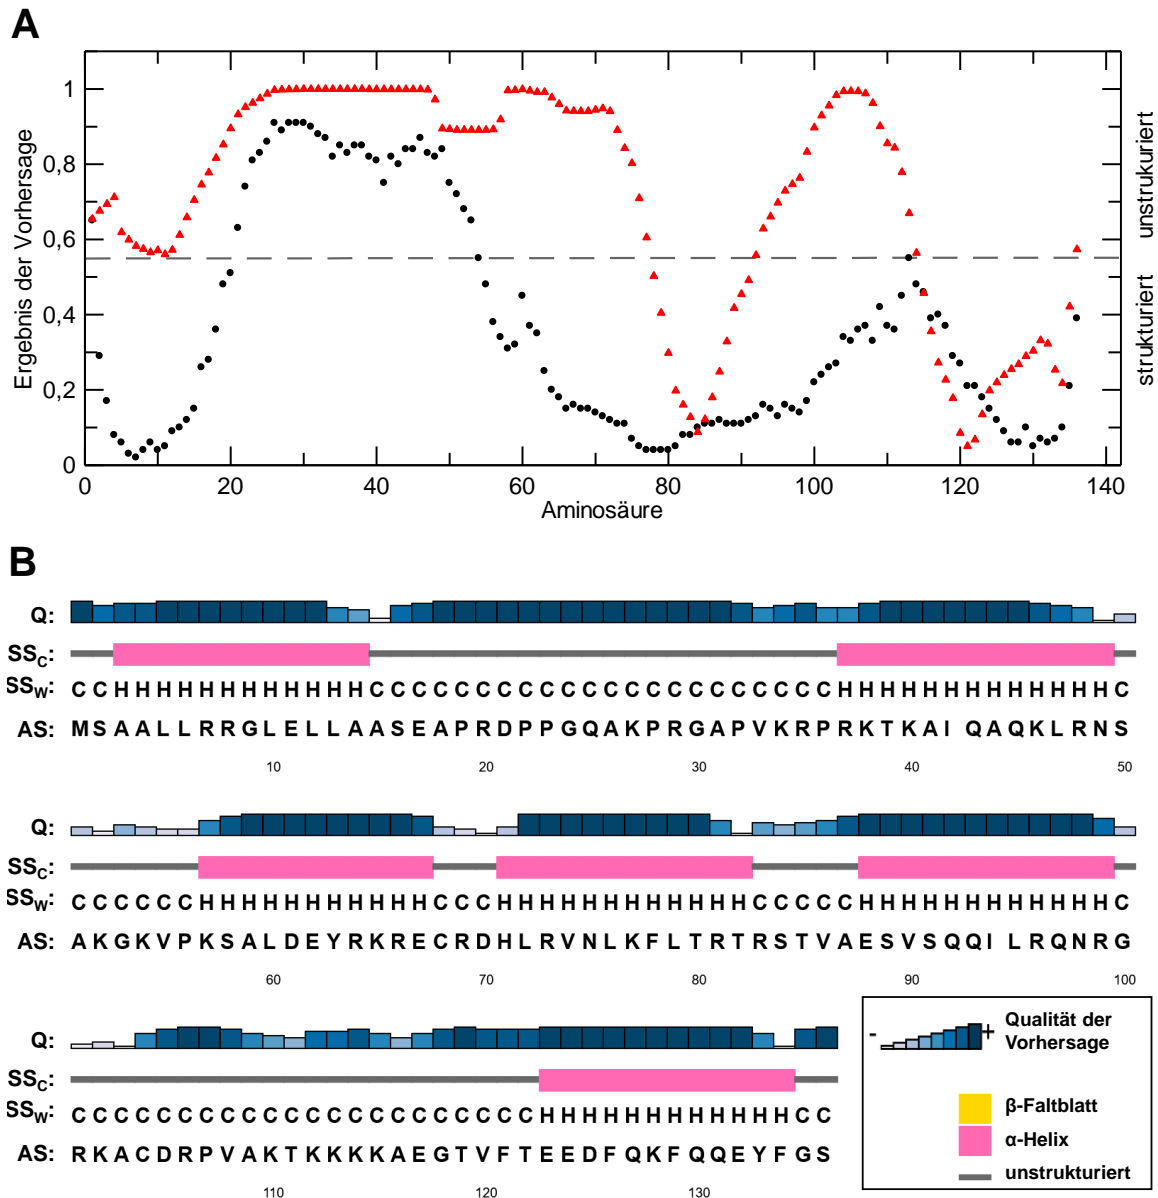 A
Ergebnis der Vorhersage
1
0,8
0,6
0,4
0,2
0
0 20 40 60 80 100 120 140
Aminosäure
unstrukuriert
strukturiert
B
Q:
SSC:
SSW: C C H H H H H H H H H H H H C C C C C C C C C C C C C C C C C C C C C C H H H H H H H H H H H H H C
AS: M S A A L L R R G L E L L A A S E A P R D P P G Q A K P R G A P V K R P R K T K A I Q A Q K L R N S
10 20 30 40 50
Q:
SSC:
SSW: C C C C C C H H H H H H H H H H H C C C H H H H H H H H H H H H C C C C C H H H H H H H H H H H H C
AS: A K G K V P K S A L D E Y R K R E C R D H L R V N L K F L T R T R S T V A E S V S Q Q I L R Q N R G
60 70 80 90 100
Q:
SSC:
SSW: C C C C C C C C C C C C C C C C C C C C C C H H H H H H H H H H H H C C
AS: R K A C D R P V A K T K K K K A E G T V F T E E D F Q K F Q Q E Y F G S
110 120 130
- +
Qualität der
Vorhersage
β-Faltblatt
α-Helix
unstrukturiert